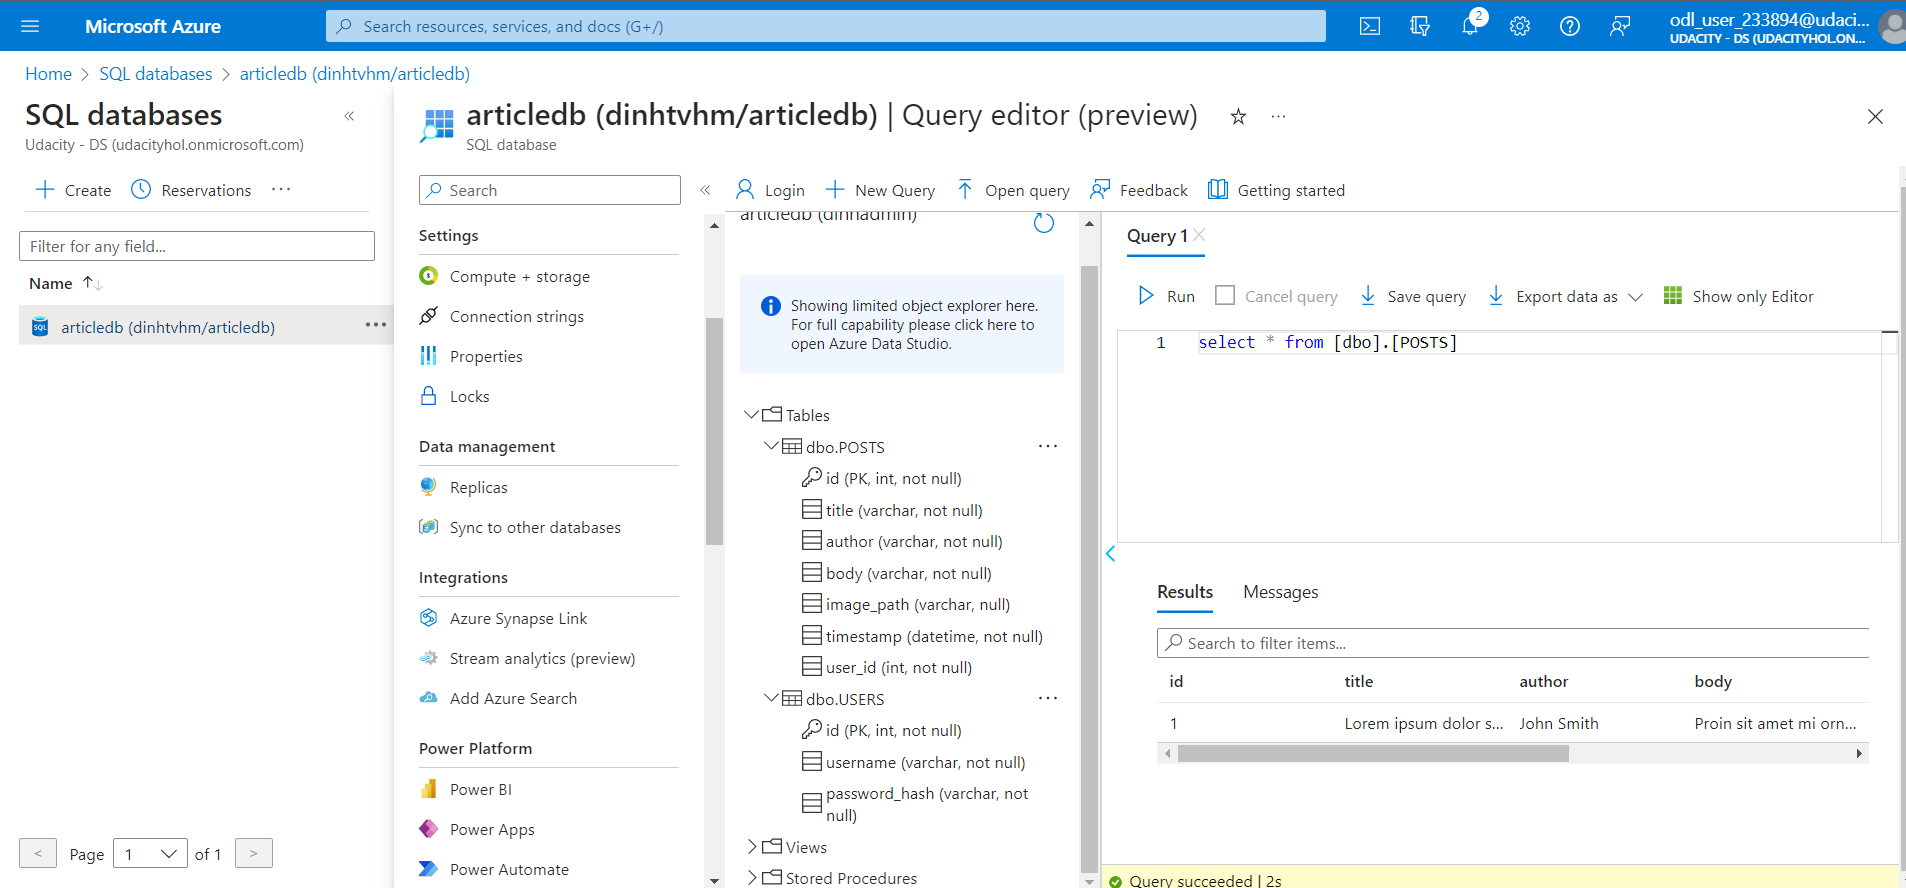 Microsoft Azure
Search resources, services, and docs (G+/)
2
odl_user_233894@udaci...
UDACITY - DS (UDACITYHOL.ON...
Home > SQL databases > articledb (dinhtvhm/articledb)
SQL databases
Udacity - DS (udacityhol.onmicrosoft.com)
Create
Reservations
Filter for any field...
Name
SQL
articledb (dinhtvhm/articledb)
< Page 1 of 1 >
articledb (dinhtvhm/articledb) | Query editor (preview)
SQL database
Search
Settings
Compute + storage
Connection strings
Properties
Locks
Data management
Replicas
Sync to other databases
Integrations
Azure Synapse Link
Stream analytics (preview)
Add Azure Search
Power Platform
Power BI
Power Apps
Power Automate
Login
New Query
Open query
Feedback
Getting started
articledb (dinhadmin)
Showing limited object explorer here.
For full capability please click here to
open Azure Data Studio.
Tables
dbo.POSTS
id (PK, int, not null)
title (varchar, not null)
author (varchar, not null)
body (varchar, not null)
image_path (varchar, null)
timestamp (datetime, not null)
user_id (int, not null)
dbo.USERS
id (PK, int, not null)
username (varchar, not null)
password_hash (varchar, not
null)
Views
Stored Procedures
Query 1
Run
Cancel query
Save query
Export data as
Show only Editor
1 select * from [dbo].[POSTS]
Results
Messages
Search to filter items...
id title author body
1 Lorem ipsum dolor s... John Smith Proin sit amet mi orn...
Query succeeded | 2s